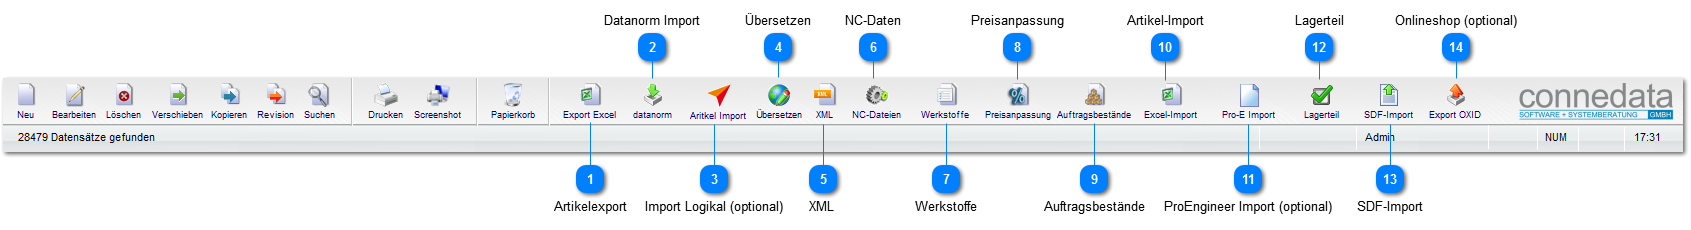 Datanorm Import Übersetzen NC-Daten Preisanpassung Artikel-Import Lagerteil Onlineshop (optional)
2 4 6 8 10 12 14
Neu Bearbeiten Löschen Verschieben Kopieren Revision Suchen Drucken Screenshot Papierkorb Export Excel datanorm Aritkel Import Übersetzen XML NC-Dateien Werkstoffe Preisanpassung Auftragsbestände Excel-Import Pro-E Import Lagerteil SDF-Import Export OXID
connedata
SOFTWARE + SYSTEMBERATUNG GMBH
28479 Datensätze gefunden Admin NUM 17:31
1 3 5 7 9 11 13
Artikelexport Import Logikal (optional) XML Werkstoffe Auftragsbestände ProEngineer Import (optional) SDF-Import